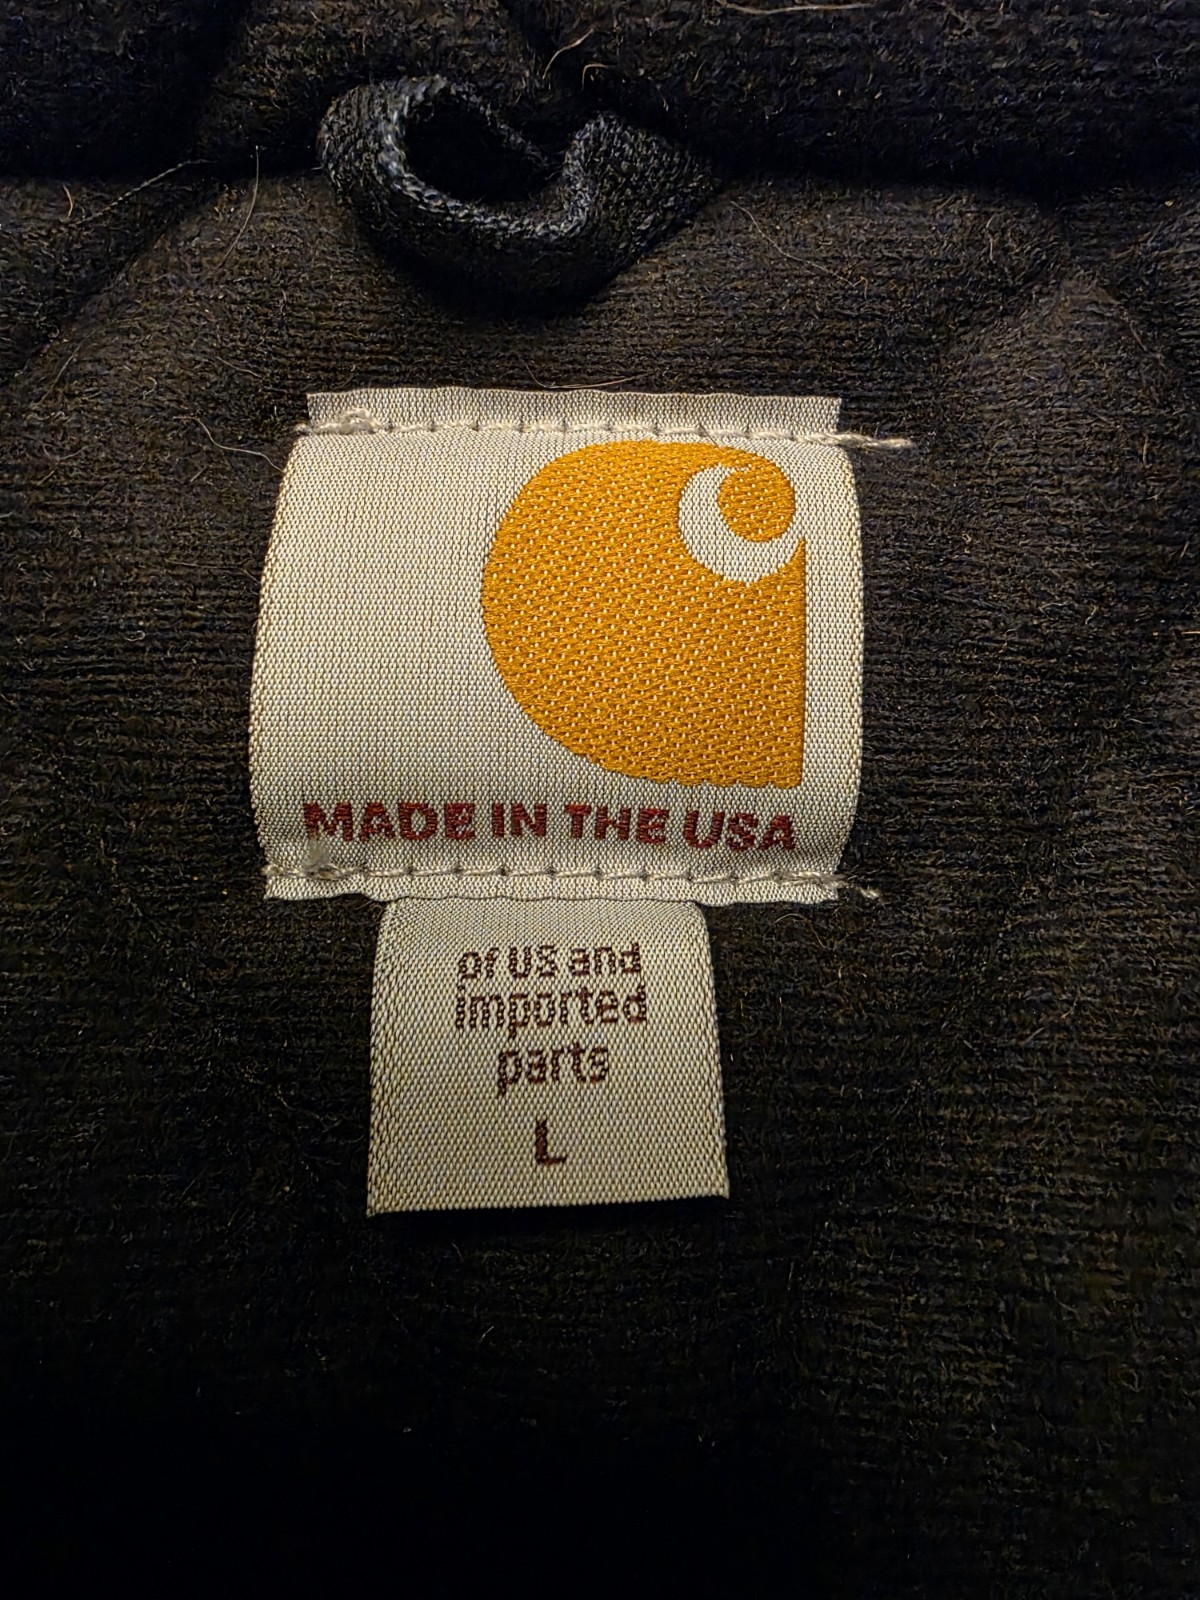 MADE IN THE USA
of US and
imported
parts
L